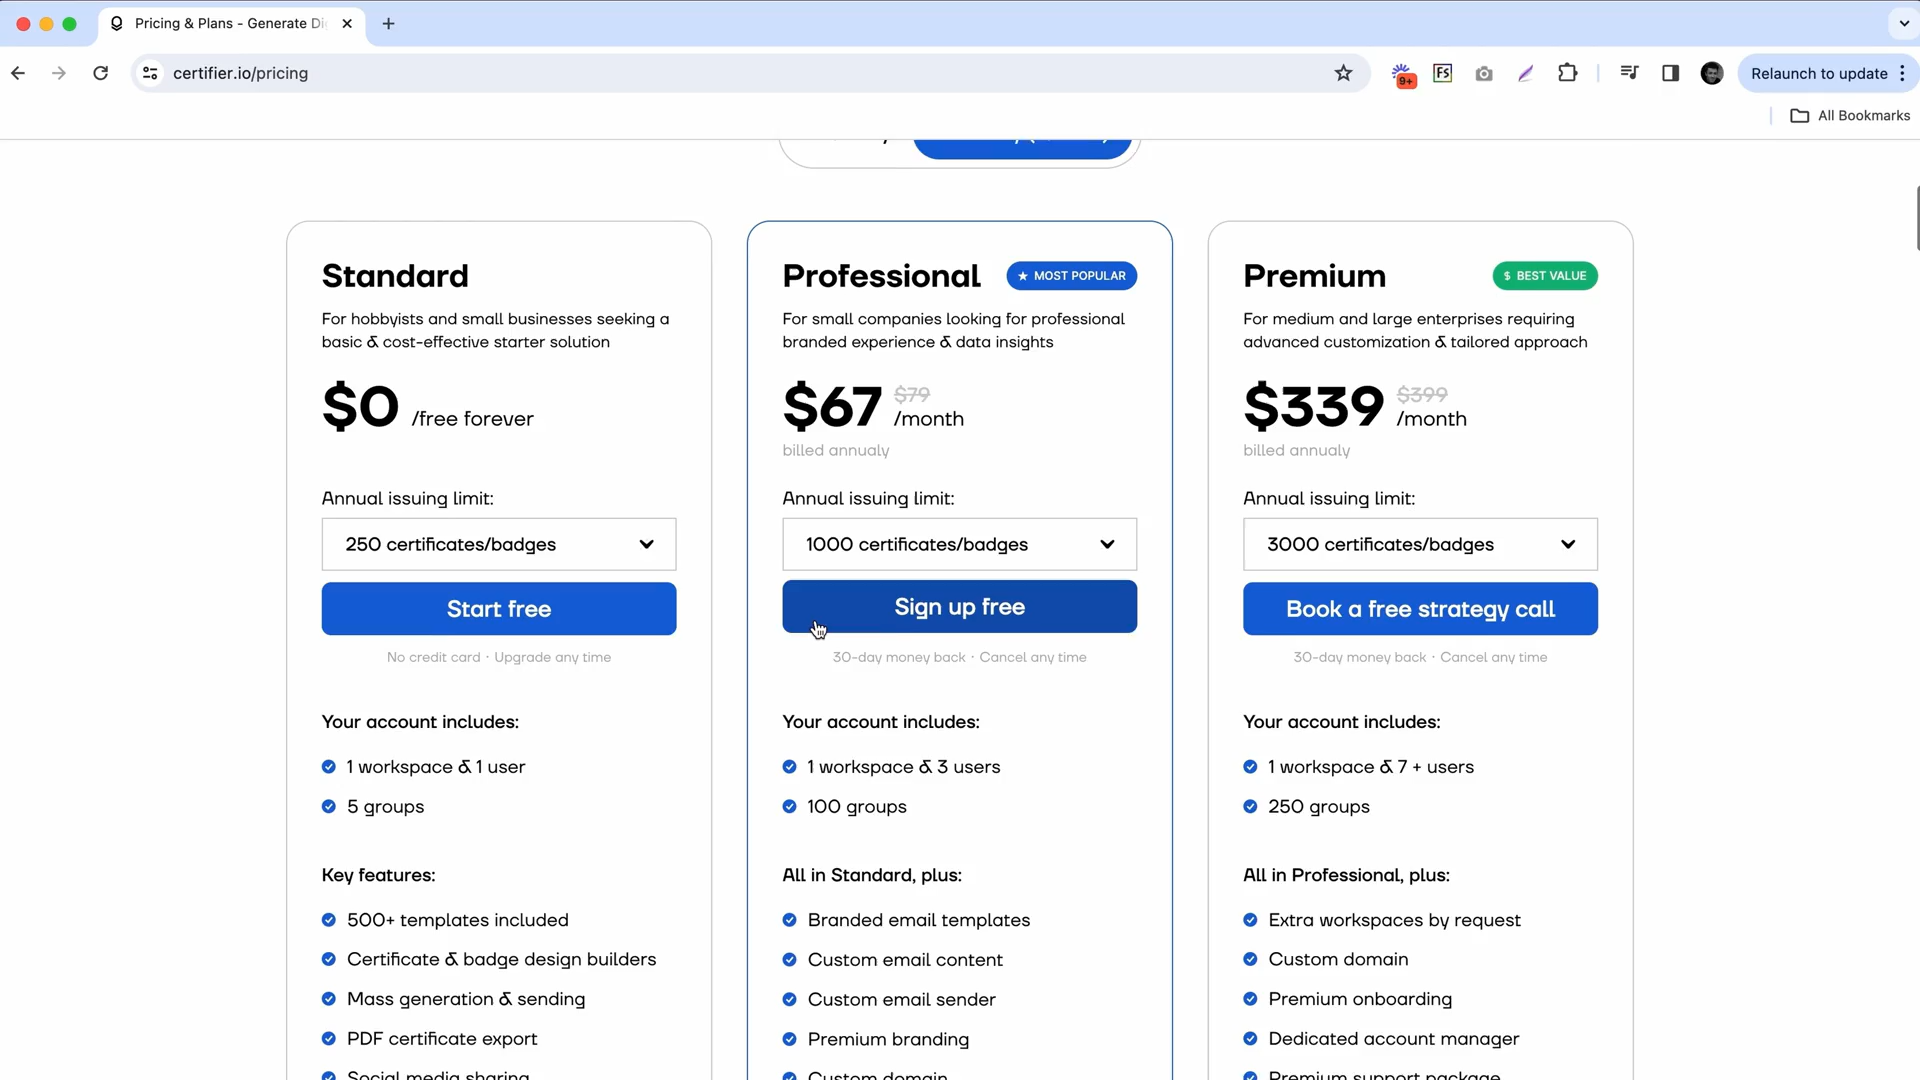 Pricing & Plans - Generate Di
certifier.io/pricing
9+
FS
Relaunch to update
All Bookmarks
Standard
For hobbyists and small businesses seeking a
basic & cost-effective starter solution
$0 /free forever
Annual issuing limit:
250 certificates/badges
Start free
No credit card · Upgrade any time
Your account includes:
1 workspace & 1 user
5 groups
Key features:
500+ templates included
Certificate & badge design builders
Mass generation & sending
PDF certificate export
Social media sharing
Professional
★ MOST POPULAR
For small companies looking for professional
branded experience & data insights
$67 $79 /month
billed annualy
Annual issuing limit:
1000 certificates/badges
Sign up free
30-day money back · Cancel any time
Your account includes:
1 workspace & 3 users
100 groups
All in Standard, plus:
Branded email templates
Custom email content
Custom email sender
Premium branding
Custom domain
Premium
$ BEST VALUE
For medium and large enterprises requiring
advanced customization & tailored approach
$339 $399 /month
billed annualy
Annual issuing limit:
3000 certificates/badges
Book a free strategy call
30-day money back · Cancel any time
Your account includes:
1 workspace & 7 + users
250 groups
All in Professional, plus:
Extra workspaces by request
Custom domain
Premium onboarding
Dedicated account manager
Premium support package